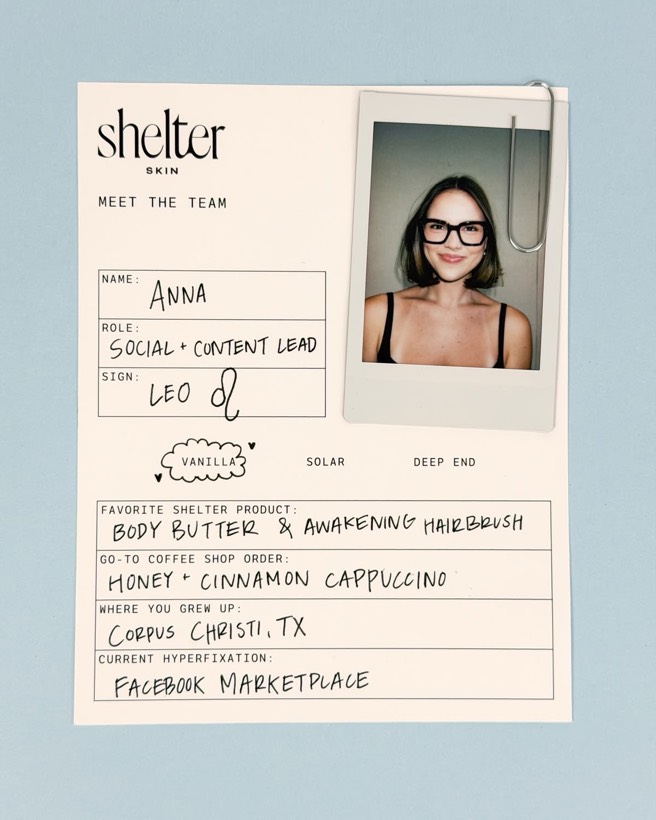 shelter
SKIN
MEET THE TEAM
NAME:
ANNA
ROLE:
SOCIAL + CONTENT LEAD
SIGN:
LEO ♌
VANILLA SOLAR DEEP END
FAVORITE SHELTER PRODUCT:
BODY BUTTER & AWAKENING HAIRBRUSH
GO-TO COFFEE SHOP ORDER:
HONEY + CINNAMON CAPPUCCINO
WHERE YOU GREW UP:
CORPUS CHRISTI, TX
CURRENT HYPERFIXATION:
FACEBOOK MARKETPLACE